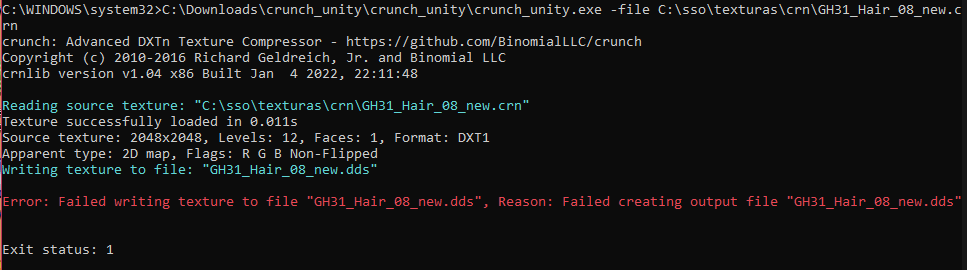 C:\WINDOWS\system32>C:\Downloads\crunch_unity\crunch_unity\crunch_unity.exe -file C:\sso\texturas\crn\GH31_Hair_08_new.c
rn
crunch: Advanced DXTn Texture Compressor - https://github.com/BinomialLLC/crunch
Copyright (c) 2010-2016 Richard Geldreich, Jr. and Binomial LLC
crnlib version v1.04 x86 Built Jan  4 2022, 22:11:48
Reading source texture: "C:\sso\texturas\crn\GH31_Hair_08_new.crn"
Texture successfully loaded in 0.011s
Source texture: 2048x2048, Levels: 12, Faces: 1, Format: DXT1
Apparent type: 2D map, Flags: R G B Non-Flipped
Writing texture to file: "GH31_Hair_08_new.dds"
Error: Failed writing texture to file "GH31_Hair_08_new.dds", Reason: Failed creating output file "GH31_Hair_08_new.dds"
Exit status: 1